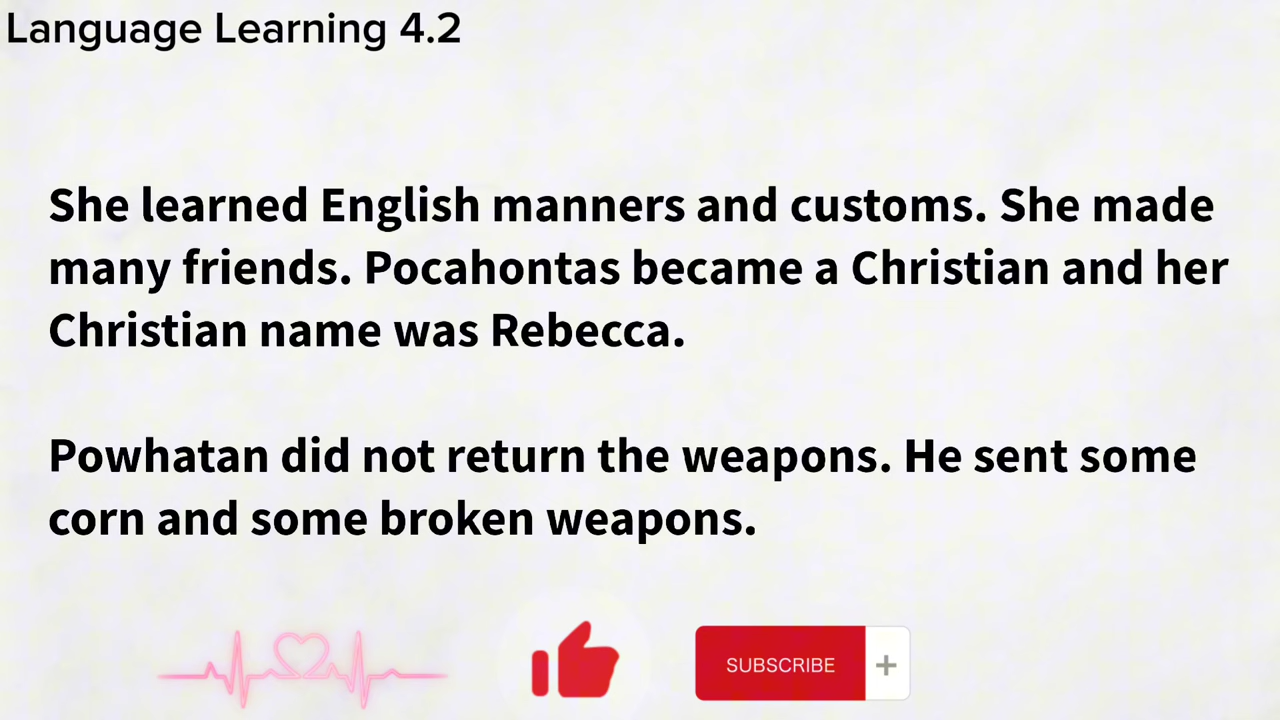 Language Learning 4.2
She learned English manners and customs. She made
many friends. Pocahontas became a Christian and her
Christian name was Rebecca.
Powhatan did not return the weapons. He sent some
corn and some broken weapons.
SUBSCRIBE +